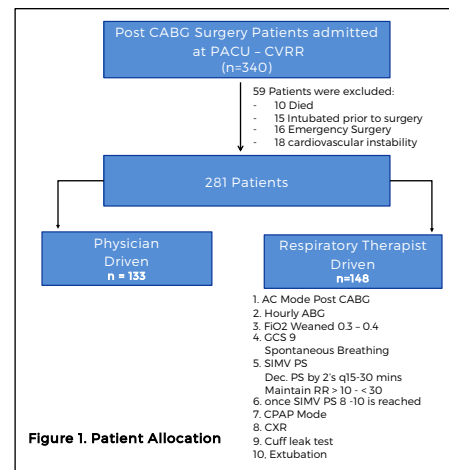 Post CABG Surgery Patients admitted
at PACU – CVRR
(n=340)
59 Patients were excluded:
- 10 Died
- 15 Intubated prior to surgery
- 16 Emergency Surgery
- 18 cardiovascular instability
281 Patients
Physician
Driven
n = 133
Respiratory Therapist
Driven
n=148
1. AC Mode Post CABG
2. Hourly ABG
3. FiO2 Weaned 0.3 – 0.4
4. GCS 9
Spontaneous Breathing
5. SIMV PS
Dec. PS by 2's q15-30 mins
Maintain RR > 10 - < 30
6. once SIMV PS 8 -10 is reached
7. CPAP Mode
8. CXR
9. Cuff leak test
10. Extubation
Figure 1. Patient Allocation